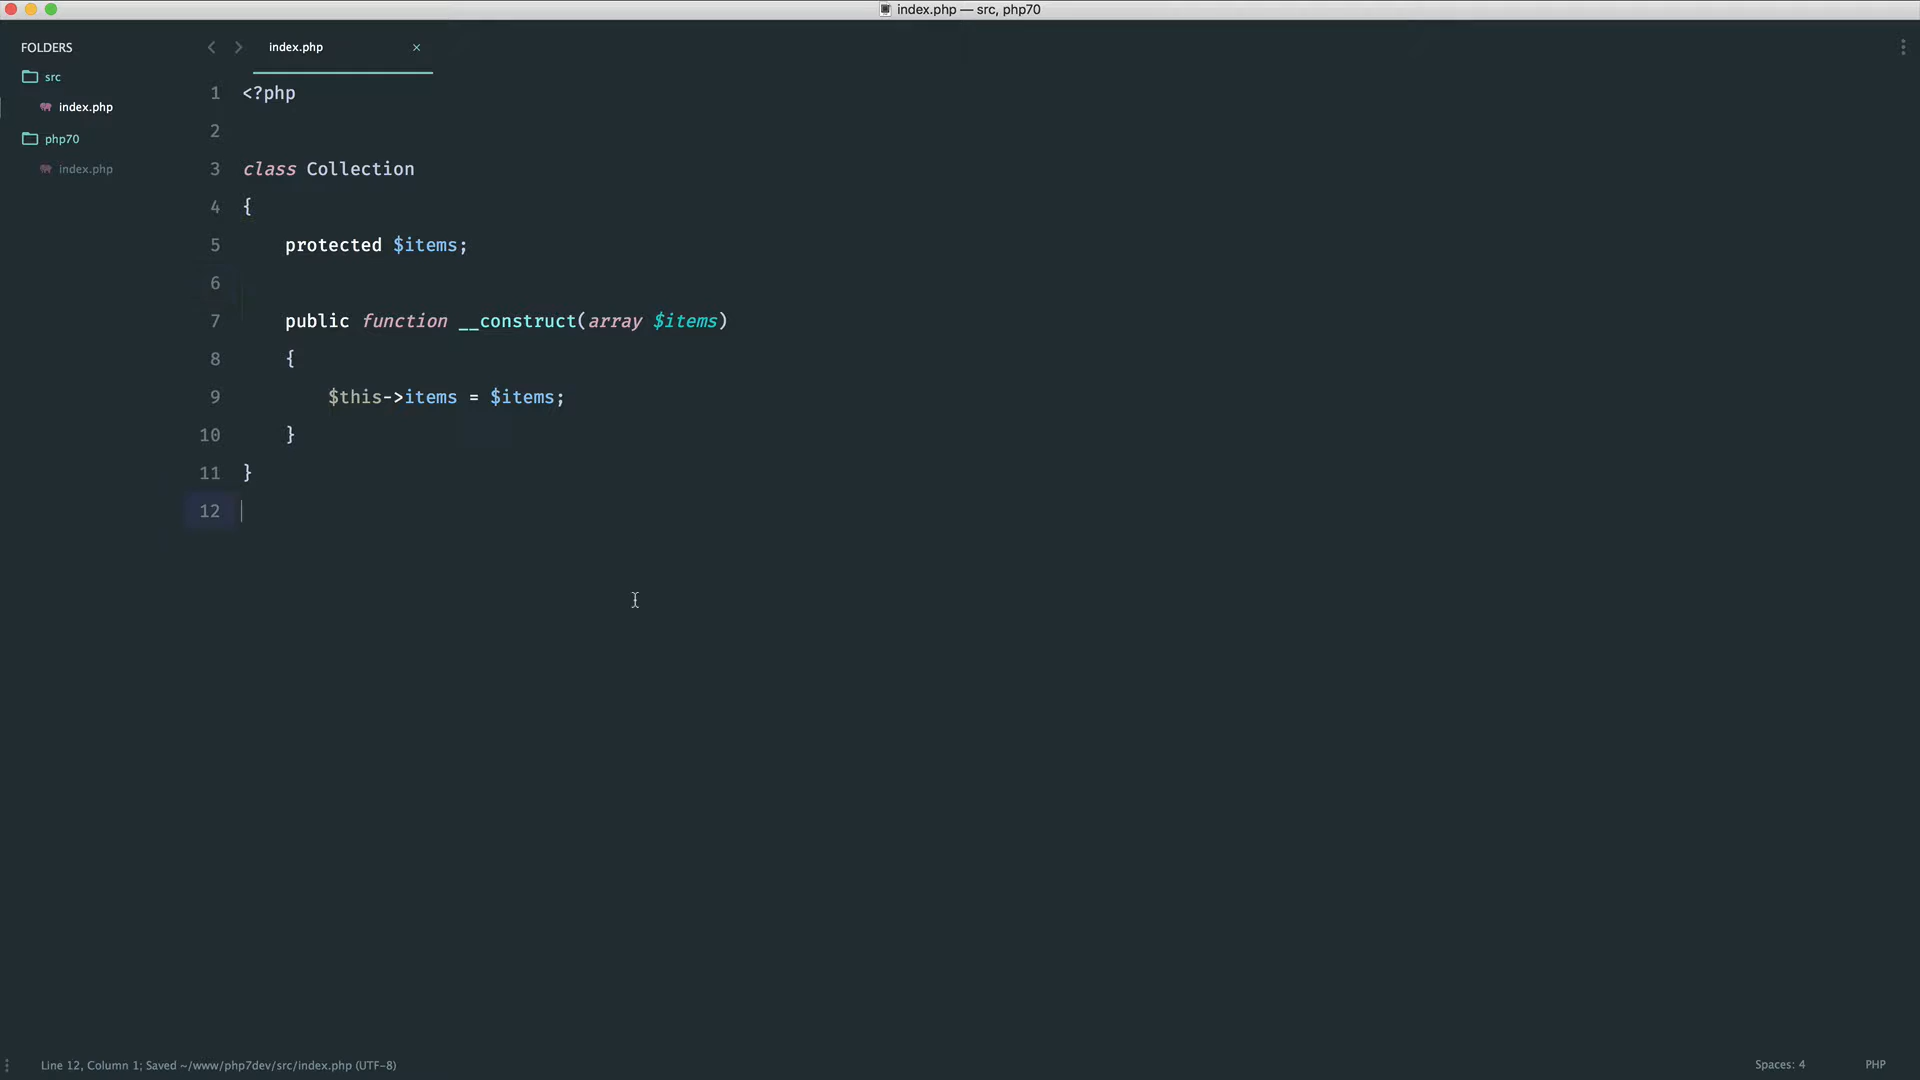 index.php — src, php70
FOLDERS
src
index.php
php70
index.php
index.php ×
1 <?php
2
3 class Collection
4 {
5     protected $items;
6
7     public function __construct(array $items)
8     {
9         $this->items = $items;
10     }
11 }
12
Line 12, Column 1; Saved ~/www/php7dev/src/index.php (UTF-8)
Spaces: 4
PHP